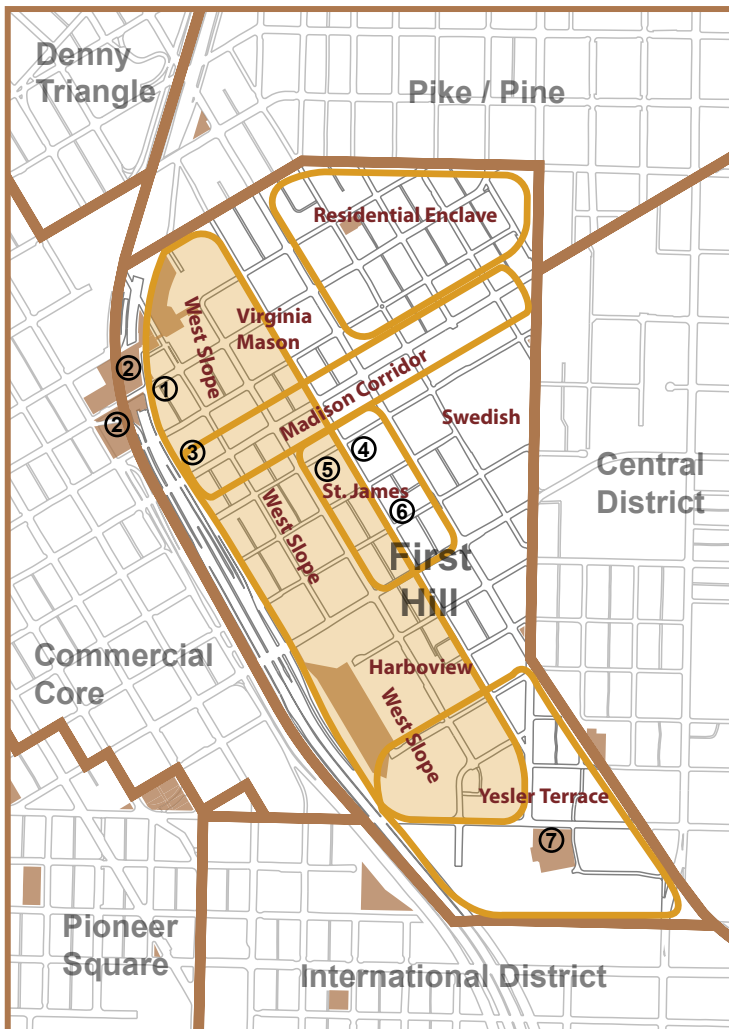 Denny
Triangle
Pike / Pine
Residential Enclave
West Slope
Virginia
Mason
②
①
Madison Corridor
②
Swedish
③
④
⑤
St. James
Central
District
⑥
West Slope
First
Hill
Commercial
Core
Harboview
West Slope
Yesler Terrace
⑦
Pioneer
Square
International District